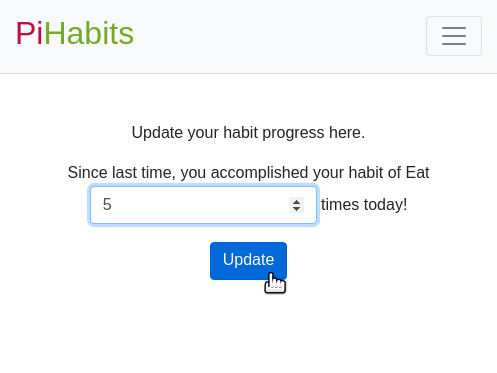 PiHabits
Update your habit progress here.
Since last time, you accomplished your habit of Eat
5 times today!
Update